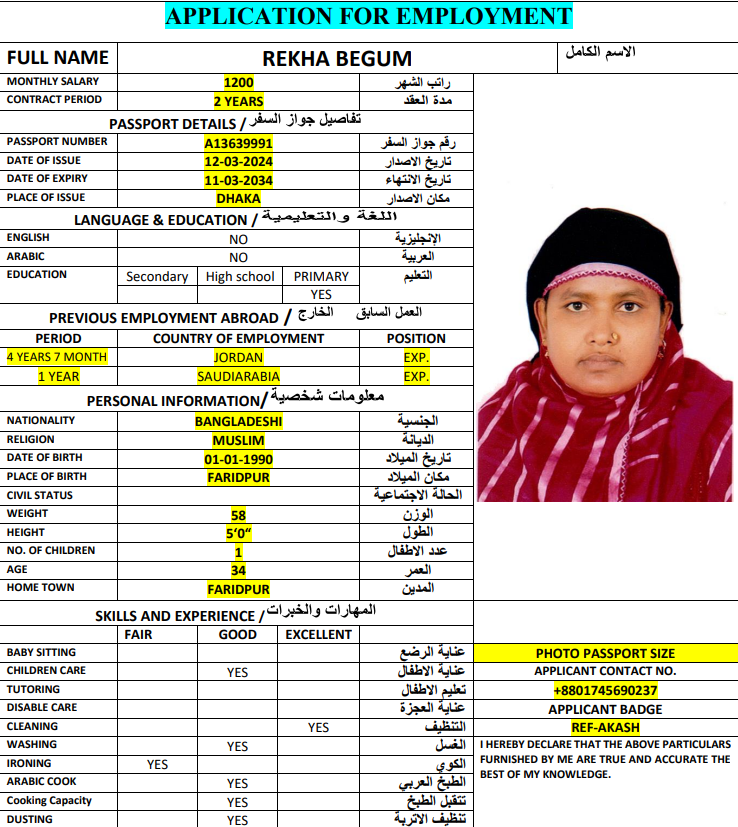 APPLICATION FOR EMPLOYMENT
FULL NAME REKHA BEGUM الاسم الكامل
MONTHLY SALARY 1200 راتب الشهر
CONTRACT PERIOD 2 YEARS مدة العقد
PASSPORT DETAILS / تفاصيل جواز السفر
PASSPORT NUMBER A13639991 رقم جواز السفر
DATE OF ISSUE 12-03-2024 تاريخ الاصدار
DATE OF EXPIRY 11-03-2034 تاريخ الانتهاء
PLACE OF ISSUE DHAKA مكان الاصدار
LANGUAGE & EDUCATION / اللغة والتعليمية
ENGLISH NO الإنجليزية
ARABIC NO العربية
EDUCATION Secondary High school PRIMARY التعليم
YES
PREVIOUS EMPLOYMENT ABROAD / العمل السابق الخارج
PERIOD COUNTRY OF EMPLOYMENT POSITION
4 YEARS 7 MONTH JORDAN EXP.
1 YEAR SAUDIARABIA EXP.
PERSONAL INFORMATION/ معلومات شخصية
NATIONALITY BANGLADESHI الجنسية
RELIGION MUSLIM الديانة
DATE OF BIRTH 01-01-1990 تاريخ الميلاد
PLACE OF BIRTH FARIDPUR مكان الميلاد
CIVIL STATUS الحالة الاجتماعية
WEIGHT 58 الوزن
HEIGHT 5‘0“ الطول
NO. OF CHILDREN 1 عدد الاطفال
AGE 34 العمر
HOME TOWN FARIDPUR المدين
SKILLS AND EXPERIENCE / المهارات والخبرات
FAIR GOOD EXCELLENT
BABY SITTING عناية الرضع
PHOTO PASSPORT SIZE
CHILDREN CARE YES عناية الاطفال
APPLICANT CONTACT NO.
TUTORING تعليم الاطفال
+8801745690237
DISABLE CARE عناية العجزة
APPLICANT BADGE
CLEANING YES التنظيف
REF-AKASH
WASHING YES الغسل
I HEREBY DECLARE THAT THE ABOVE PARTICULARS
IRONING YES الكوي
FURNISHED BY ME ARE TRUE AND ACCURATE THE
BEST OF MY KNOWLEDGE.
ARABIC COOK YES الطبخ العربي
Cooking Capacity YES تتقبل الطبخ
DUSTING YES تنظيف الاتربة